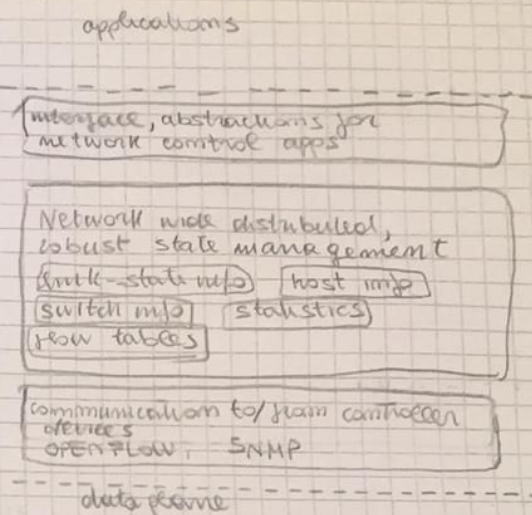 applications
interface, abstractions for
network control apps
Network wide distributed,
robust state management
link-state info host info
switch info statistics
flow tables
communication to/from controller
devices
OPENFLOW, SNMP
data plane